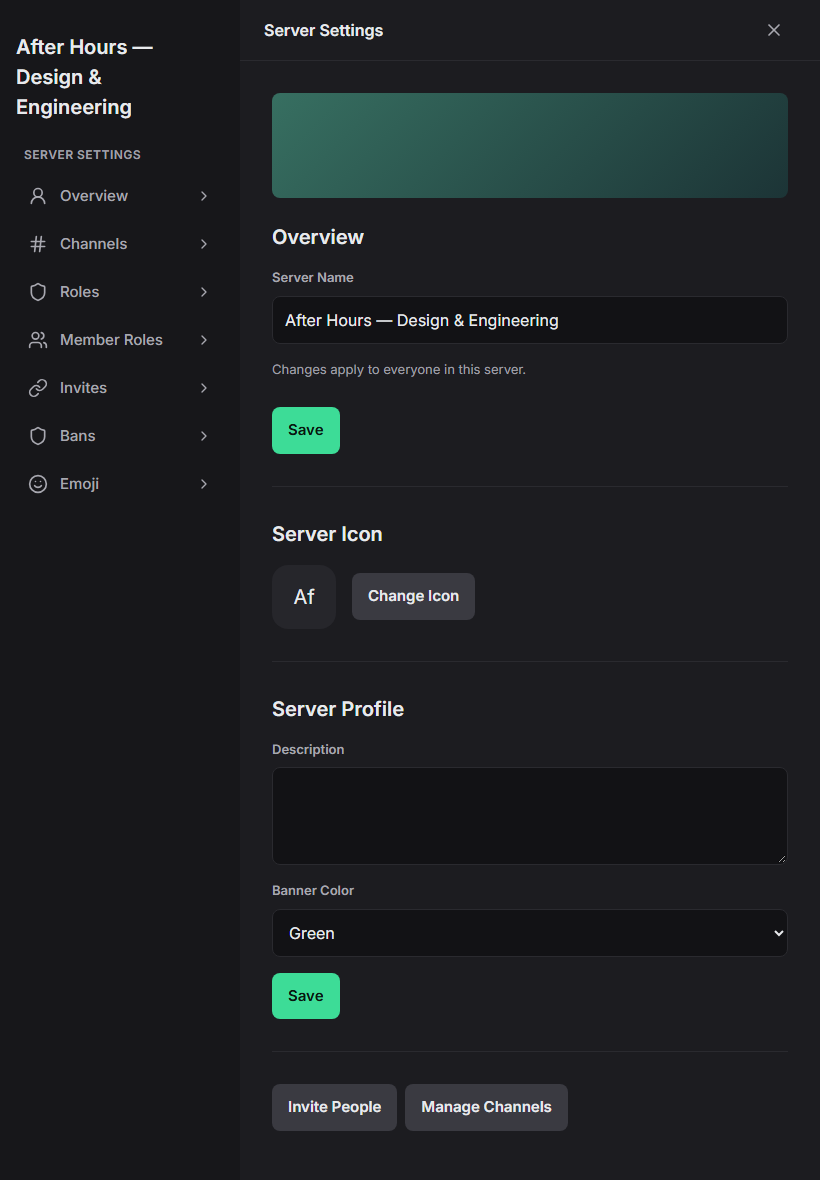 After Hours —
Design &
Engineering
SERVER SETTINGS
Overview
Channels
Roles
Member Roles
Invites
Bans
Emoji
Server Settings
Overview
Server Name
After Hours — Design & Engineering
Changes apply to everyone in this server.
Save
Server Icon
Af
Change Icon
Server Profile
Description
Banner Color
Green
Save
Invite People
Manage Channels